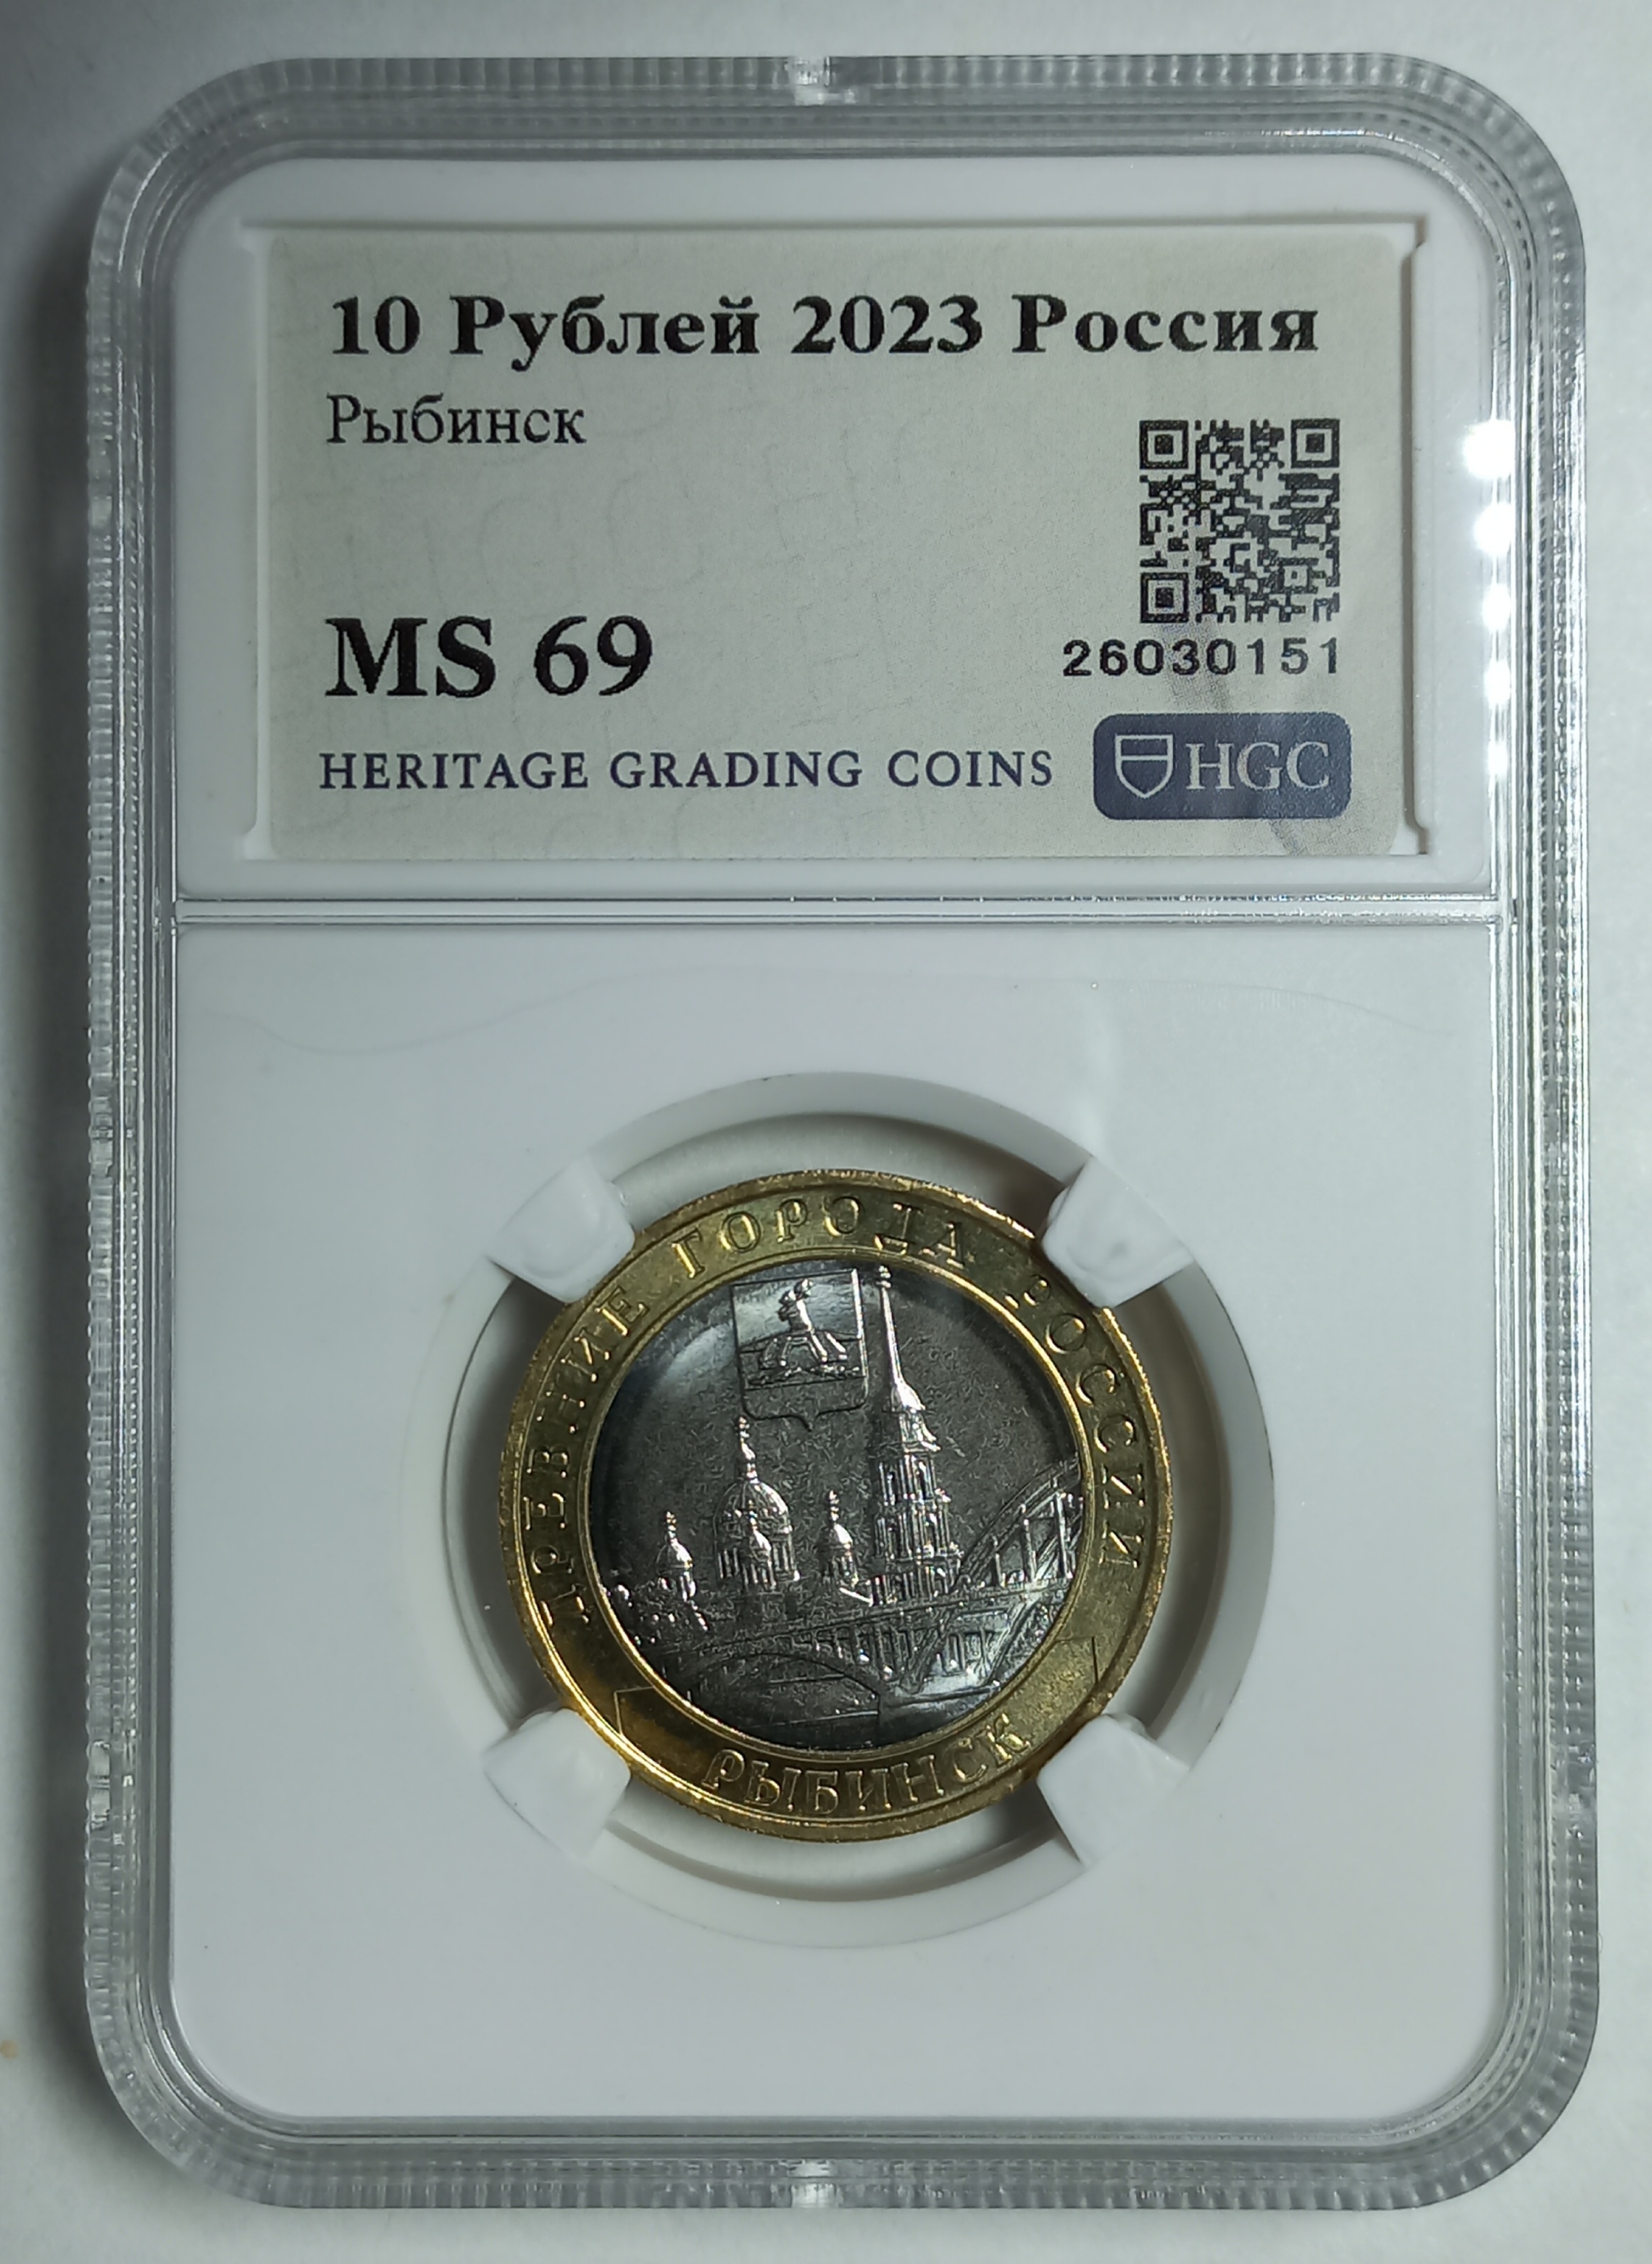 10 Рублей 2023 Россия
Рыбинск
MS 69
26030151
HERITAGE GRADING COINS
HGC
ДРЕВНИЕ ГОРОДА РОССИИ
РЫБИНСК